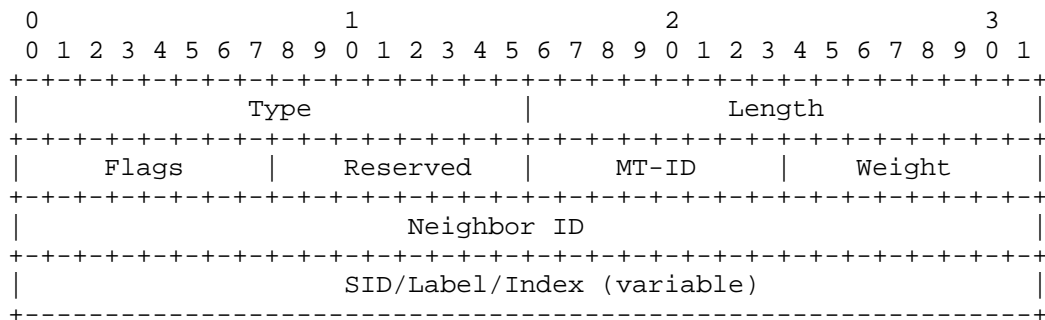 0                   1                   2                   3
 0 1 2 3 4 5 6 7 8 9 0 1 2 3 4 5 6 7 8 9 0 1 2 3 4 5 6 7 8 9 0 1
+-+-+-+-+-+-+-+-+-+-+-+-+-+-+-+-+-+-+-+-+-+-+-+-+-+-+-+-+-+-+-+-+
|              Type             |            Length             |
+-+-+-+-+-+-+-+-+-+-+-+-+-+-+-+-+-+-+-+-+-+-+-+-+-+-+-+-+-+-+-+-+
|     Flags     |    Reserved   |     MT-ID     |    Weight     |
+-+-+-+-+-+-+-+-+-+-+-+-+-+-+-+-+-+-+-+-+-+-+-+-+-+-+-+-+-+-+-+-+
|                        Neighbor ID                            |
+-+-+-+-+-+-+-+-+-+-+-+-+-+-+-+-+-+-+-+-+-+-+-+-+-+-+-+-+-+-+-+-+
|                    SID/Label/Index (variable)                 |
+---------------------------------------------------------------+